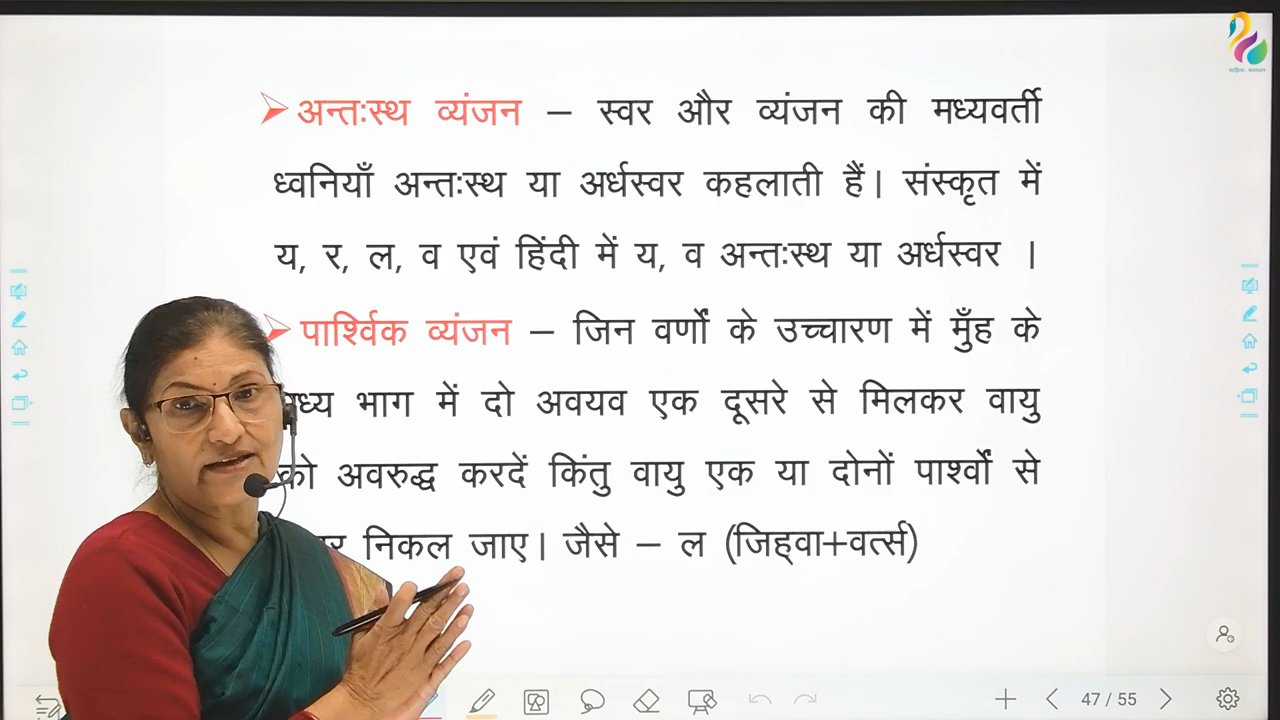 अन्तःस्थ व्यंजन – स्वर और व्यंजन की मध्यवर्ती
ध्वनियाँ अन्तःस्थ या अर्धस्वर कहलाती हैं। संस्कृत में
य, र, ल, व एवं हिंदी में य, व अन्तःस्थ या अर्धस्वर ।
पार्श्विक व्यंजन – जिन वर्णों के उच्चारण में मुँह के
भाग में दो अवयव एक दूसरे से मिलकर वायु
को अवरुद्ध करदें किंतु वायु एक या दोनों पार्श्वों से
निकल जाए। जैसे – ल (जिह्वा+वर्त्स)
47 / 55